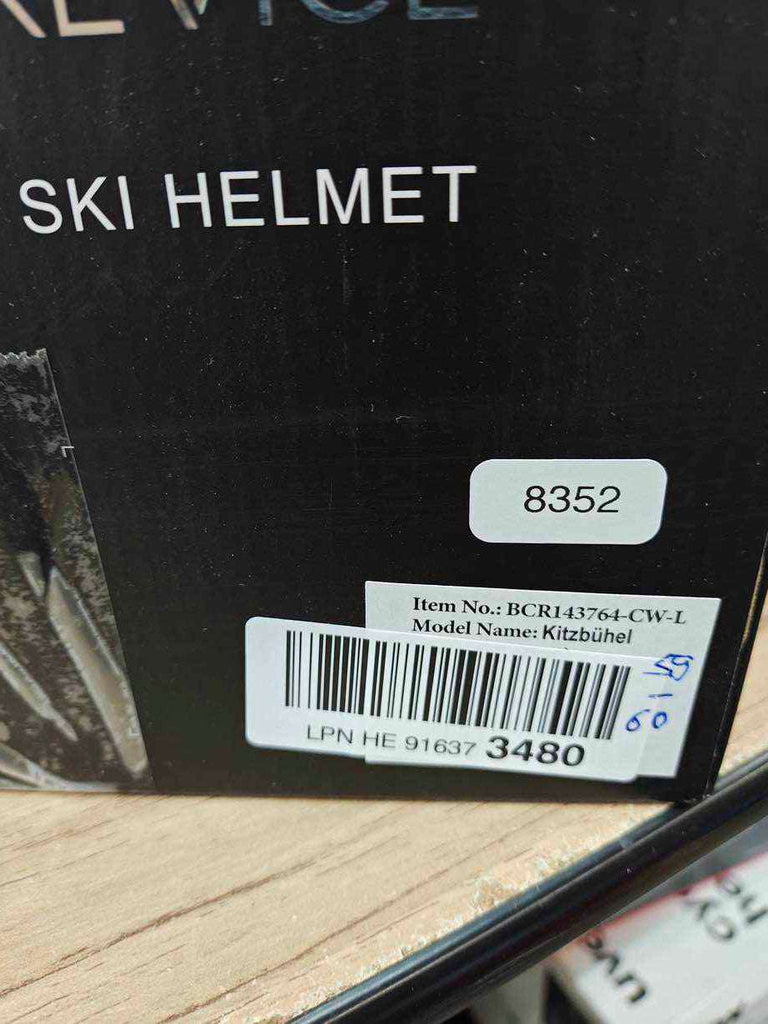 SKI HELMET
8352
Item No.: BCR143764-CW-L
Model Name: Kitzbühel
59
-
60
LPN HE 91637 3480